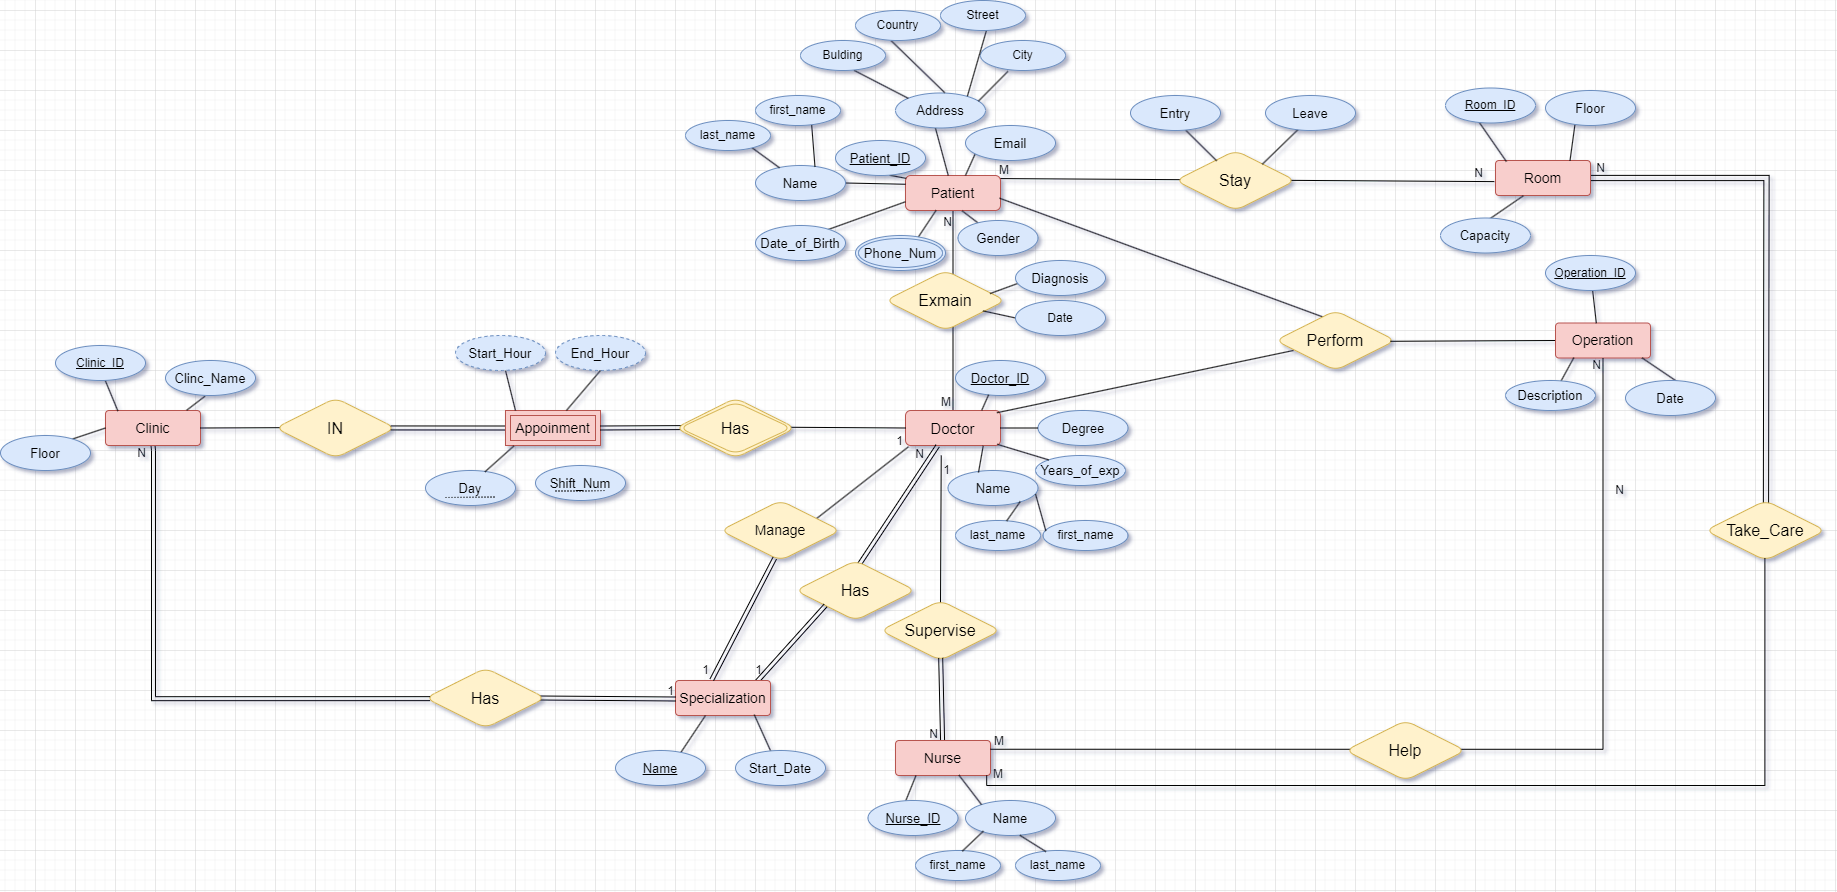 Street
Country
Bulding
City
first_name
Address
last_name
Email
Patient_ID
Name
Patient
M
Date_of_Birth
Phone_Num
N
Gender
Entry
Leave
Stay
Room_ID
Floor
N
Room
N
Capacity
Diagnosis
Exmain
Date
Operation_ID
Perform
Operation
N
Description
Date
Clinic_ID
Clinc_Name
Clinic
Floor
N
IN
Start_Hour
End_Hour
Appoinment
Day
Shift_Num
Has
Doctor_ID
M
Doctor
Degree
1
N
1
Years_of_exp
Name
last_name
first_name
N
Manage
Take_Care
Has
Supervise
1
1
1
Specialization
Has
Name
Start_Date
N
Nurse
M
M
Help
Nurse_ID
Name
first_name
last_name